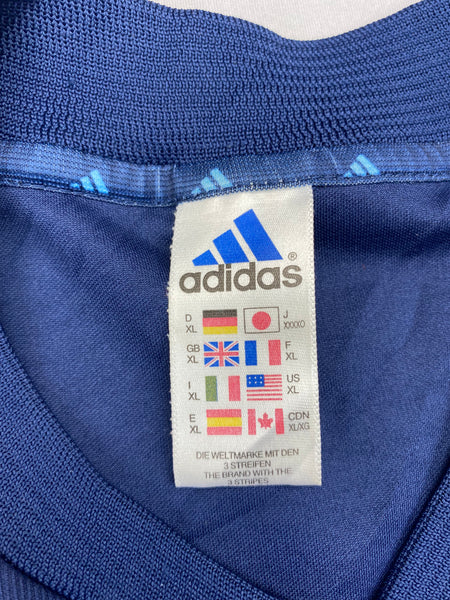 adidas®
D XL J XXXXO
GB XL F XL
I XL US XL
E XL CDN XL/XG
DIE WELTMARKE MIT DEN
3 STREIFEN
THE BRAND WITH THE
3 STRIPES